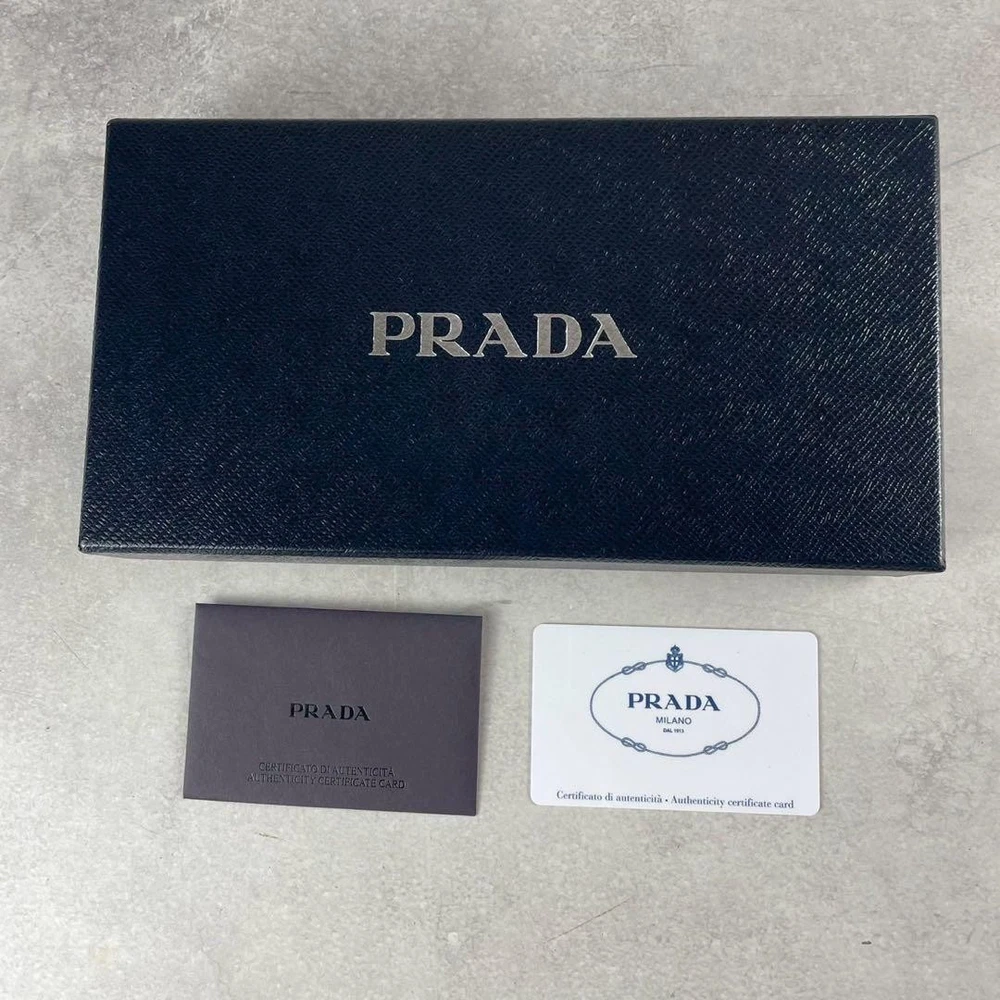 PRADA
PRADA
CERTIFICATO DI AUTENTICITÀ
AUTHENTICITY CERTIFICATE CARD
PRADA
MILANO
DAL 1913
Certificato di autenticità • Authenticity certificate card